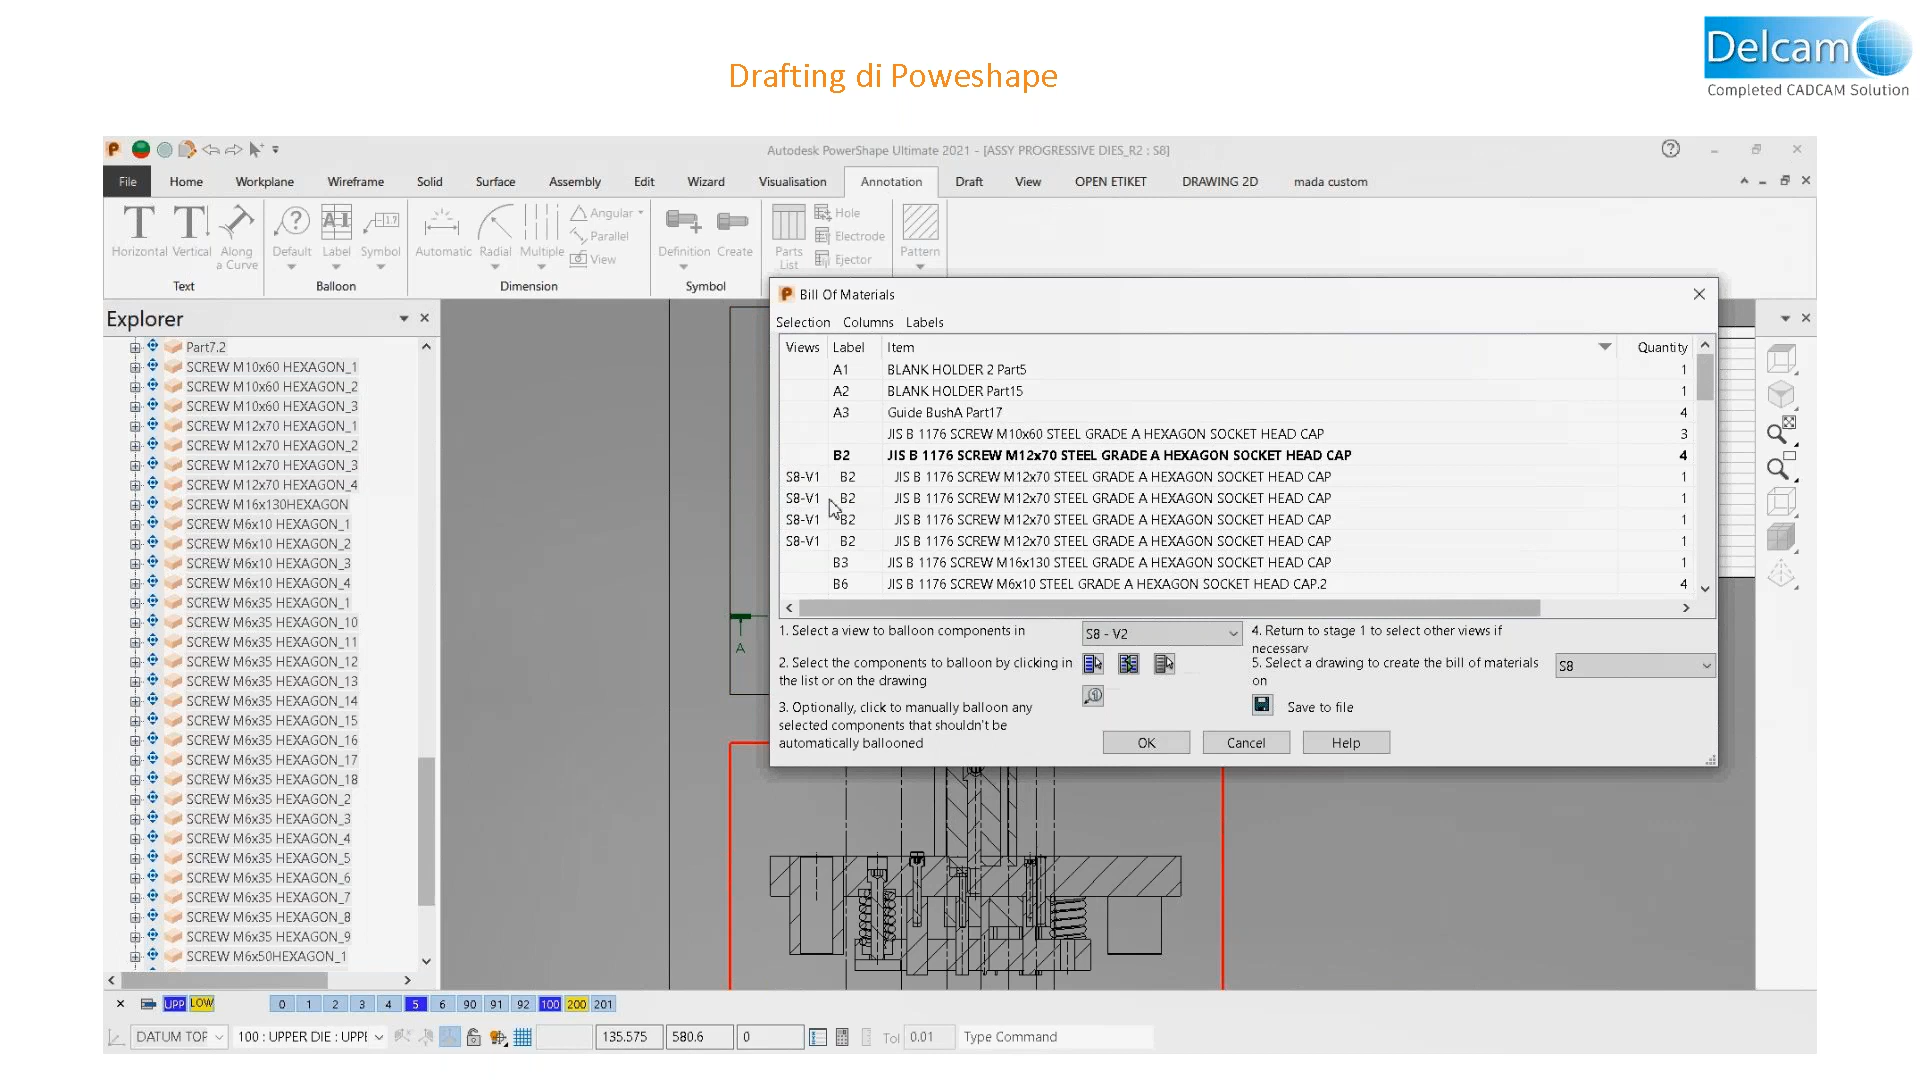 Drafting di Poweshape
Delcam
Completed CADCAM Solution
Autodesk PowerShape Ultimate 2021 - [ASSY PROGRESSIVE DIES_R2 : S8]
File Home Workplane Wireframe Solid Surface Assembly Edit Wizard Visualisation Annotation Draft View OPEN ETIKET DRAWING 2D mada custom
Horizontal Vertical Along a Curve
Text
Default Label Symbol
Balloon
Automatic Radial Multiple
Angular
Parallel
View
Dimension
Definition Create
Symbol
Parts List
Hole
Electrode
Ejector
Pattern
Explorer
Part7.2
SCREW M10x60 HEXAGON_1
SCREW M10x60 HEXAGON_2
SCREW M10x60 HEXAGON_3
SCREW M12x70 HEXAGON_1
SCREW M12x70 HEXAGON_2
SCREW M12x70 HEXAGON_3
SCREW M12x70 HEXAGON_4
SCREW M16x130HEXAGON
SCREW M6x10 HEXAGON_1
SCREW M6x10 HEXAGON_2
SCREW M6x10 HEXAGON_3
SCREW M6x10 HEXAGON_4
SCREW M6x35 HEXAGON_1
SCREW M6x35 HEXAGON_10
SCREW M6x35 HEXAGON_11
SCREW M6x35 HEXAGON_12
SCREW M6x35 HEXAGON_13
SCREW M6x35 HEXAGON_14
SCREW M6x35 HEXAGON_15
SCREW M6x35 HEXAGON_16
SCREW M6x35 HEXAGON_17
SCREW M6x35 HEXAGON_18
SCREW M6x35 HEXAGON_2
SCREW M6x35 HEXAGON_3
SCREW M6x35 HEXAGON_4
SCREW M6x35 HEXAGON_5
SCREW M6x35 HEXAGON_6
SCREW M6x35 HEXAGON_7
SCREW M6x35 HEXAGON_8
SCREW M6x35 HEXAGON_9
SCREW M6x50HEXAGON_1
Bill Of Materials
Selection Columns Labels
Views Label Item Quantity
A1 BLANK HOLDER 2 Part5 1
A2 BLANK HOLDER Part15 1
A3 Guide BushA Part17 4
JIS B 1176 SCREW M10x60 STEEL GRADE A HEXAGON SOCKET HEAD CAP 3
B2 JIS B 1176 SCREW M12x70 STEEL GRADE A HEXAGON SOCKET HEAD CAP 4
S8-V1 B2 JIS B 1176 SCREW M12x70 STEEL GRADE A HEXAGON SOCKET HEAD CAP 1
S8-V1 B2 JIS B 1176 SCREW M12x70 STEEL GRADE A HEXAGON SOCKET HEAD CAP 1
S8-V1 B2 JIS B 1176 SCREW M12x70 STEEL GRADE A HEXAGON SOCKET HEAD CAP 1
S8-V1 B2 JIS B 1176 SCREW M12x70 STEEL GRADE A HEXAGON SOCKET HEAD CAP 1
B3 JIS B 1176 SCREW M16x130 STEEL GRADE A HEXAGON SOCKET HEAD CAP 1
B6 JIS B 1176 SCREW M6x10 STEEL GRADE A HEXAGON SOCKET HEAD CAP.2 4
1. Select a view to balloon components in
S8 - V2
2. Select the components to balloon by clicking in
the list or on the drawing
3. Optionally, click to manually balloon any
selected components that shouldn't be
automatically ballooned
4. Return to stage 1 to select other views if
necessary
5. Select a drawing to create the bill of materials
on
S8
Save to file
OK Cancel Help
A
UPP LOW 0 1 2 3 4 5 6 90 91 92 100 200 201
DATUM TOF 100 : UPPER DIE : UPPE 135.575 580.6 0 Tol 0.01 Type Command